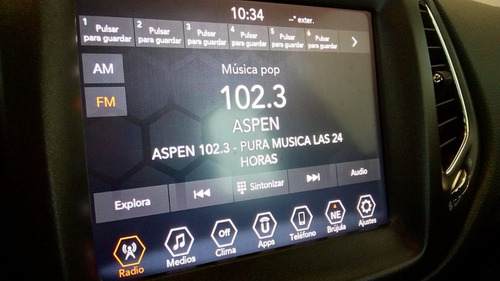 10:34
--° exter.
1 Pulsar para guardar
2 Pulsar para guardar
3 Pulsar para guardar
4 Pulsar para guardar
5 Pulsar para guardar
6 Pulsar para guardar
AM
FM
Música pop
102.3
ASPEN
ASPEN 102.3 - PURA MUSICA LAS 24
HORAS
Explora
Sintonizar
Audio
Radio
Medios
Off
Clima
Apps
Teléfono
NE
Brújula
Ajustes